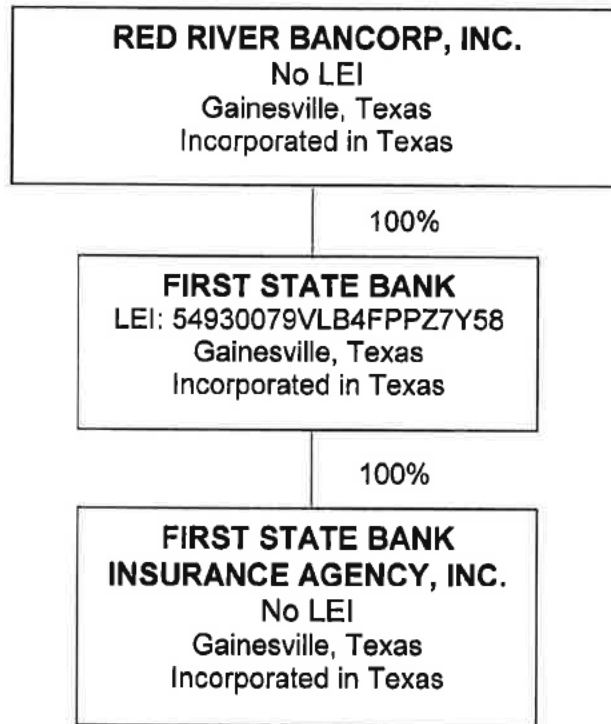 RED RIVER BANCORP, INC.
No LEI
Gainesville, Texas
Incorporated in Texas
100%
FIRST STATE BANK
LEI: 54930079VLB4FPPZ7Y58
Gainesville, Texas
Incorporated in Texas
100%
FIRST STATE BANK
INSURANCE AGENCY, INC.
No LEI
Gainesville, Texas
Incorporated in Texas